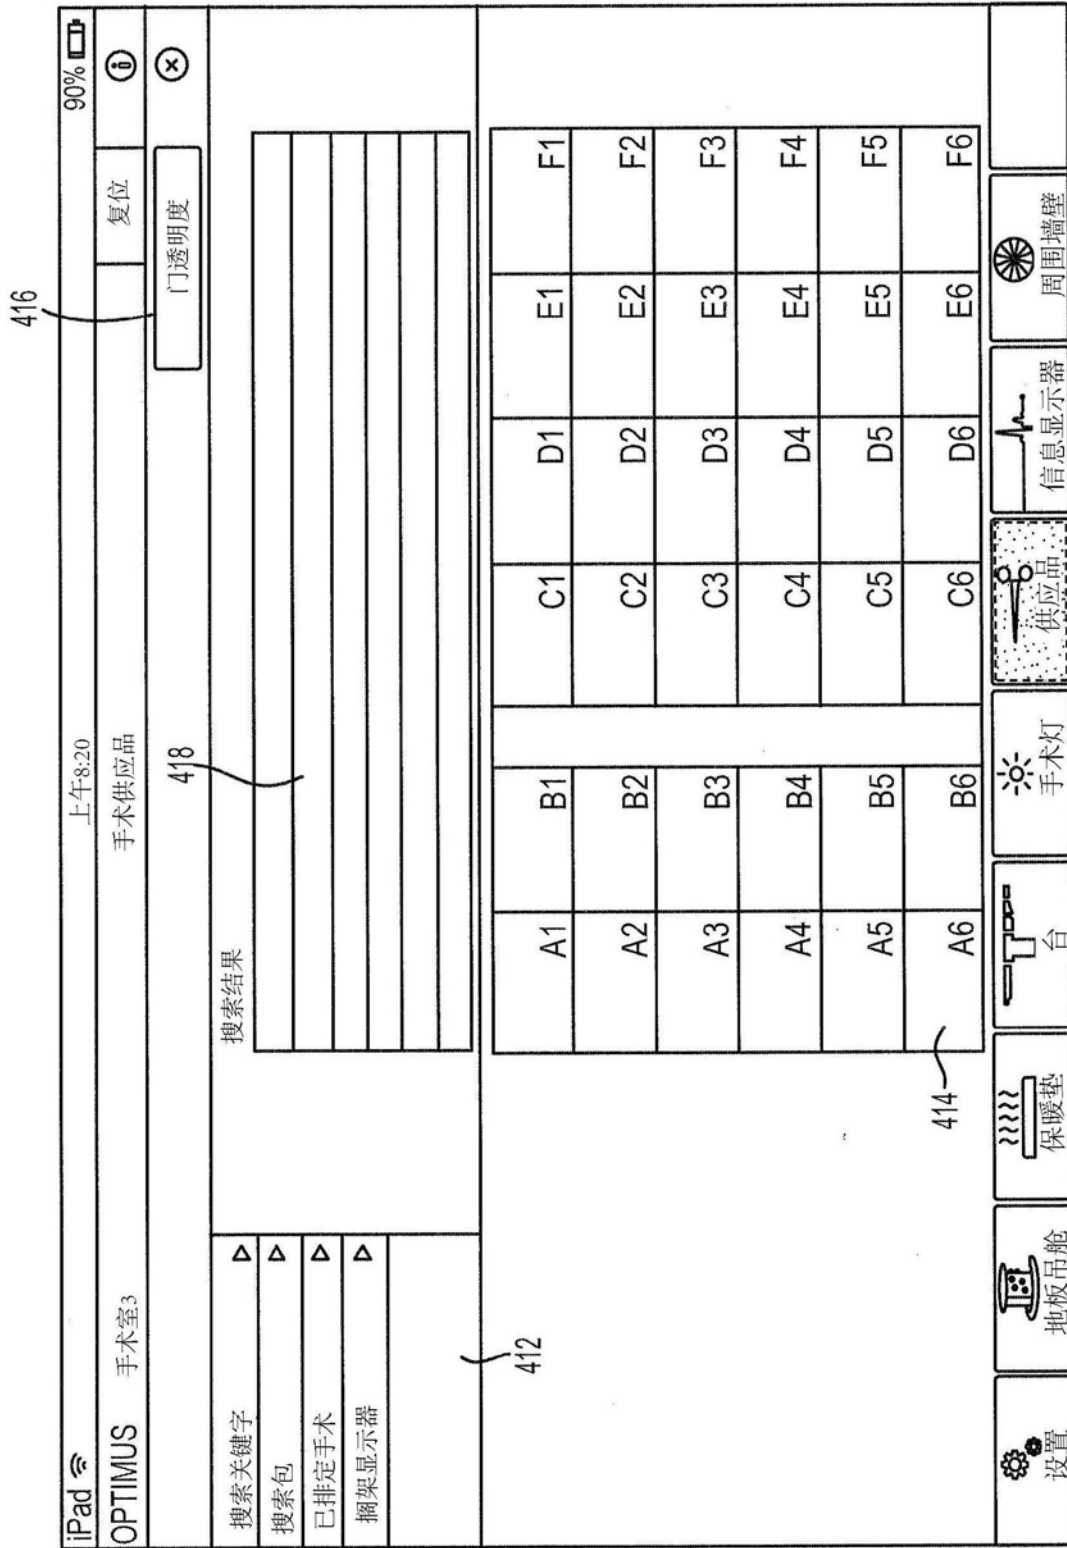 416
iPad 上午8:20 90%
OPTIMUS 手术室3 手术供应品 复位
门透明度
搜索关键字
搜索包
已排定手术
搁架显示器
412
搜索结果
418
A1 B1 C1 D1 E1 F1
A2 B2 C2 D2 E2 F2
A3 B3 C3 D3 E3 F3
A4 B4 C4 D4 E4 F4
A5 B5 C5 D5 E5 F5
A6 B6 C6 D6 E6 F6
414
设置 地板吊舱 保暖垫 台 手术灯 供应品 信息显示器 周围墙壁